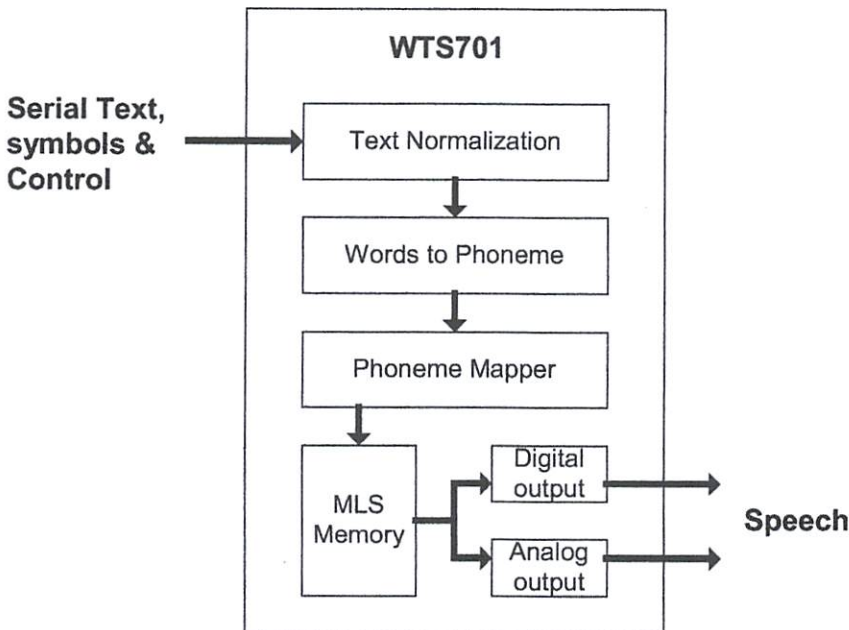 WTS701
Serial Text,
symbols &
Control
Text Normalization
Words to Phoneme
Phoneme Mapper
MLS
Memory
Digital
output
Analog
output
Speech